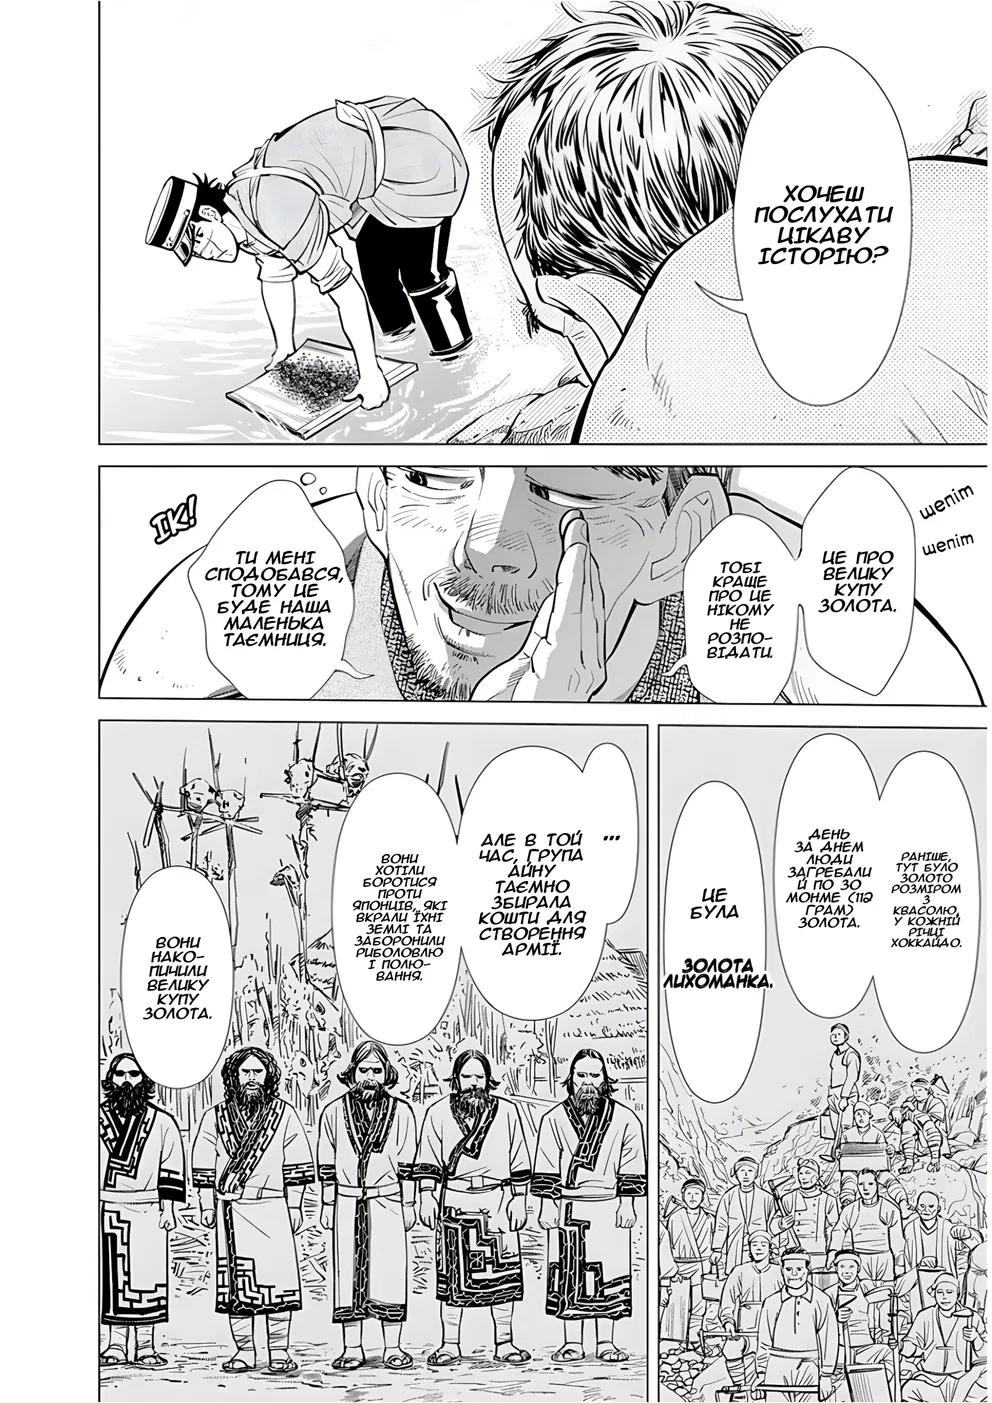 ХОЧЕШ
ПОСЛУХАТИ
ЦІКАВУ
ІСТОРІЮ?
шепіт
шепіт
ЦЕ ПРО
ВЕЛИКУ
КУПУ
ЗОЛОТА.
ТОБІ
КРАЩЕ
ПРО ЦЕ
НІКОМУ
НЕ
РОЗПО-
ВІДАТИ.
ІК!
ТИ МЕНІ
СПОДОБАВСЯ,
ТОМУ ЦЕ
БУДЕ НАША
МАЛЕНЬКА
ТАЄМНИЦЯ.
РАНІШЕ,
ТУТ БУЛО
ЗОЛОТО
РОЗМІРОМ
З
КВАСОЛЮ,
У КОЖНІЙ
РІЧЦІ
ХОККАЙДО.
ДЕНЬ
ЗА ДНЕМ
ЛЮДИ
ЗАГРЕБАЛИ
Й ПО 30
МОНМЕ (112
ГРАМ)
ЗОЛОТА.
ЦЕ
БУЛА
ЗОЛОТА
ЛИХОМАНКА.
...
АЛЕ В ТОЙ
ЧАС, ГРУПА
АЙНУ
ТАЄМНО
ЗБИРАЛА
КОШТИ ДЛЯ
СТВОРЕННЯ
АРМІЇ.
ВОНИ
ХОТІЛИ
БОРОТИСЯ
ПРОТИ
ЯПОНЦІВ, ЯКІ
ВКРАЛИ ЇХНІ
ЗЕМЛІ ТА
ЗАБОРОНИЛИ
РИБОЛОВЛЮ
І ПОЛЮ-
ВАННЯ.
ВОНИ
НАКО-
ПИЧИЛИ
ВЕЛИКУ
КУПУ
ЗОЛОТА.